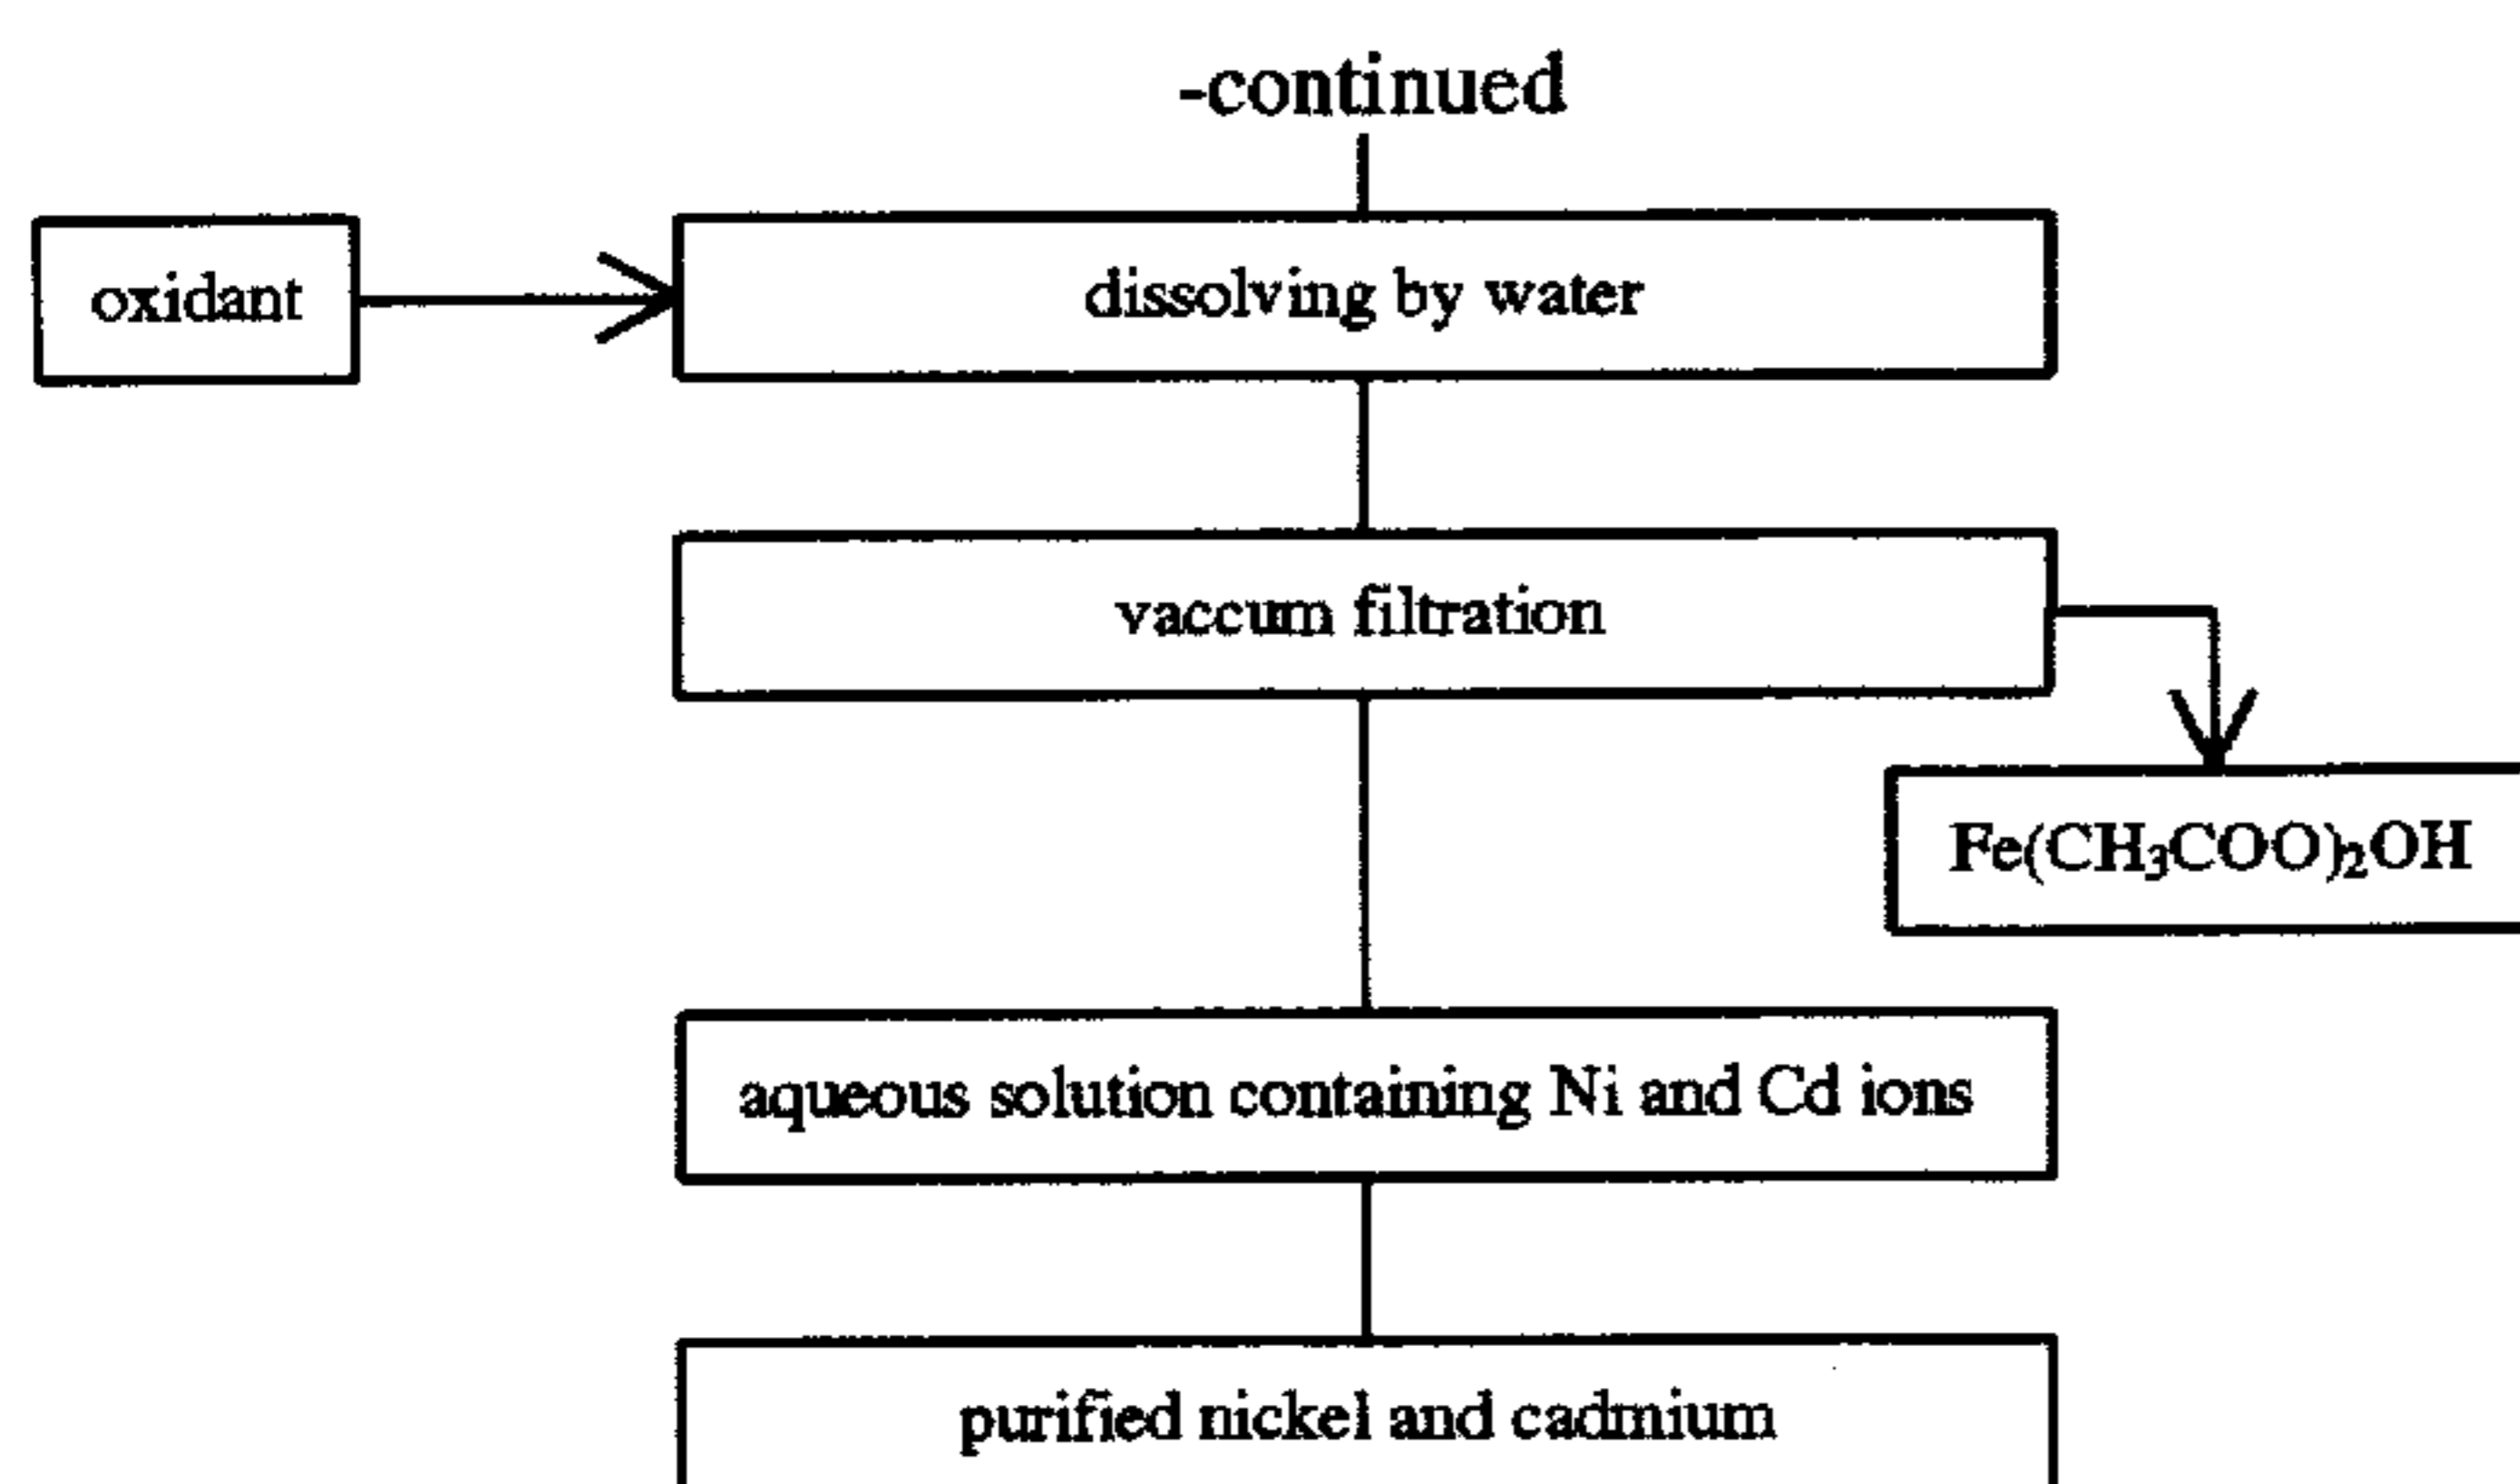 -continued
oxidant
dissolving by water
vaccum filtration
Fe(CH₃COO)₂OH
aqueous solution containing Ni and Cd ions
purified nickel and cadmium